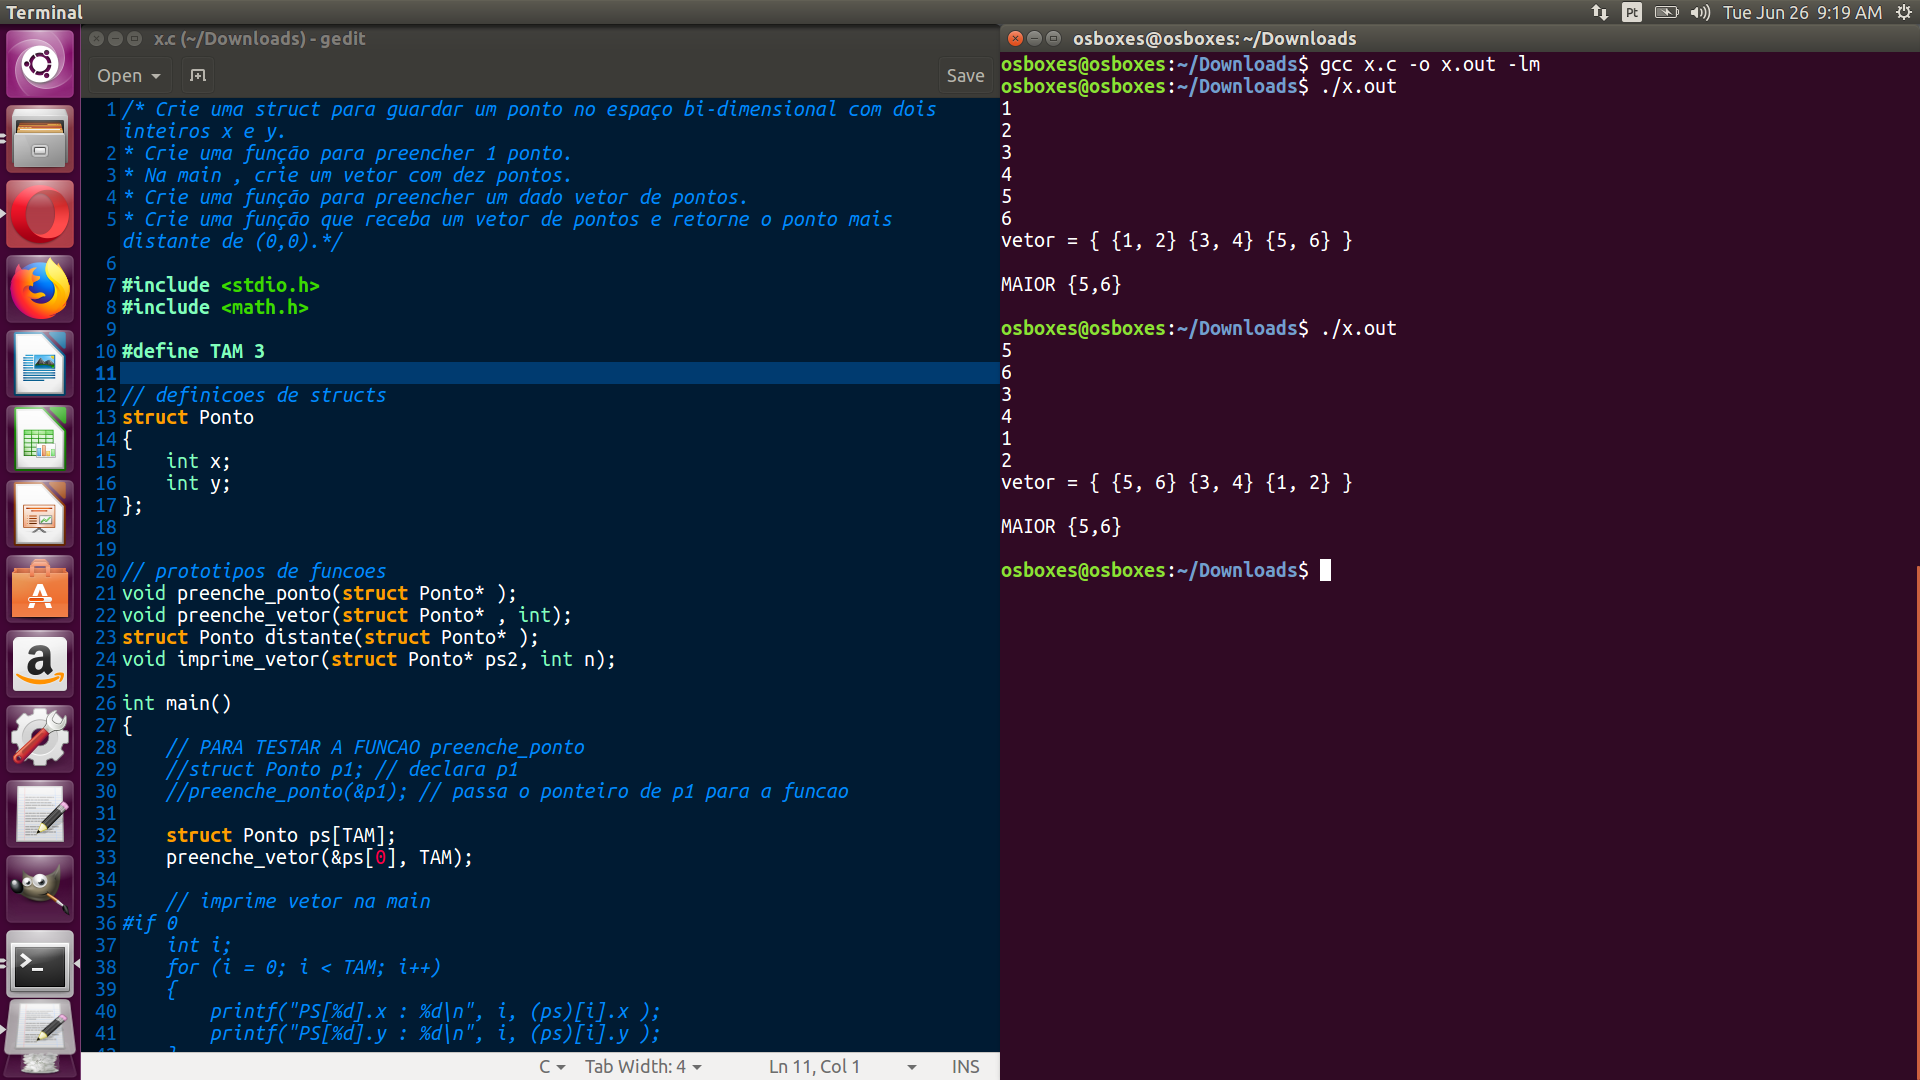 Terminal
Pt
Tue Jun 26 9:19 AM
x.c (~/Downloads) - gedit
Open
Save
1 /* Crie uma struct para guardar um ponto no espaço bi-dimensional com dois
inteiros x e y.
2 * Crie uma função para preencher 1 ponto.
3 * Na main , crie um vetor com dez pontos.
4 * Crie uma função para preencher um dado vetor de pontos.
5 * Crie uma função que receba um vetor de pontos e retorne o ponto mais
distante de (0,0).*/
6
7 #include <stdio.h>
8 #include <math.h>
9
10 #define TAM 3
11
12 // definicoes de structs
13 struct Ponto
14 {
15     int x;
16     int y;
17 };
18
19
20 // prototipos de funcoes
21 void preenche_ponto(struct Ponto* );
22 void preenche_vetor(struct Ponto* , int);
23 struct Ponto distante(struct Ponto* );
24 void imprime_vetor(struct Ponto* ps2, int n);
25
26 int main()
27 {
28     // PARA TESTAR A FUNCAO preenche_ponto
29     //struct Ponto p1; // declara p1
30     //preenche_ponto(&p1); // passa o ponteiro de p1 para a funcao
31
32     struct Ponto ps[TAM];
33     preenche_vetor(&ps[0], TAM);
34
35     // imprime vetor na main
36 #if 0
37     int i;
38     for (i = 0; i < TAM; i++)
39     {
40         printf("PS[%d].x : %d\n", i, (ps)[i].x );
41         printf("PS[%d].y : %d\n", i, (ps)[i].y );
C
Tab Width: 4
Ln 11, Col 1
INS
osboxes@osboxes: ~/Downloads
osboxes@osboxes:~/Downloads$ gcc x.c -o x.out -lm
osboxes@osboxes:~/Downloads$ ./x.out
1
2
3
4
5
6
vetor = { {1, 2} {3, 4} {5, 6} }
MAIOR {5,6}
osboxes@osboxes:~/Downloads$ ./x.out
5
6
3
4
1
2
vetor = { {5, 6} {3, 4} {1, 2} }
MAIOR {5,6}
osboxes@osboxes:~/Downloads$